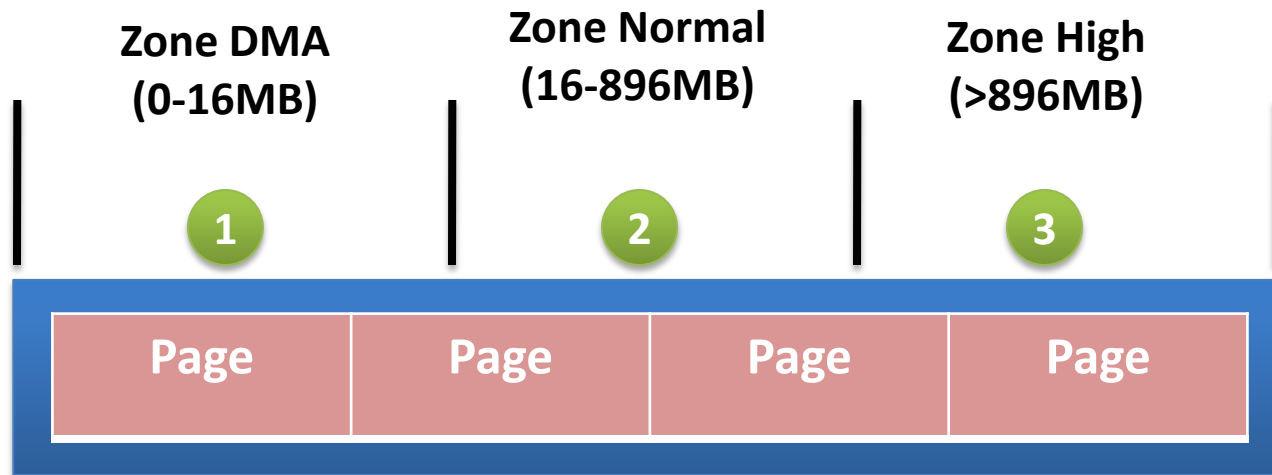 Zone DMA
(0-16MB)
Zone Normal
(16-896MB)
Zone High
(>896MB)
1
2
3
Page
Page
Page
Page